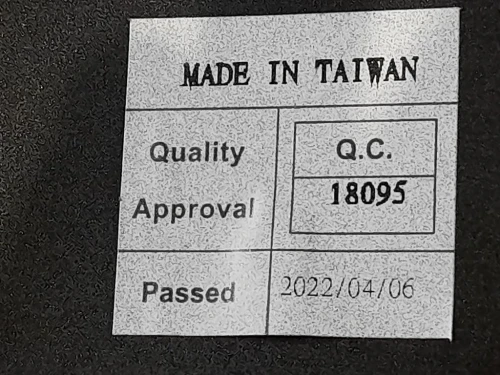 MADE IN TAIWAN
Quality
Approval
Q.C.
18095
Passed
2022/04/06